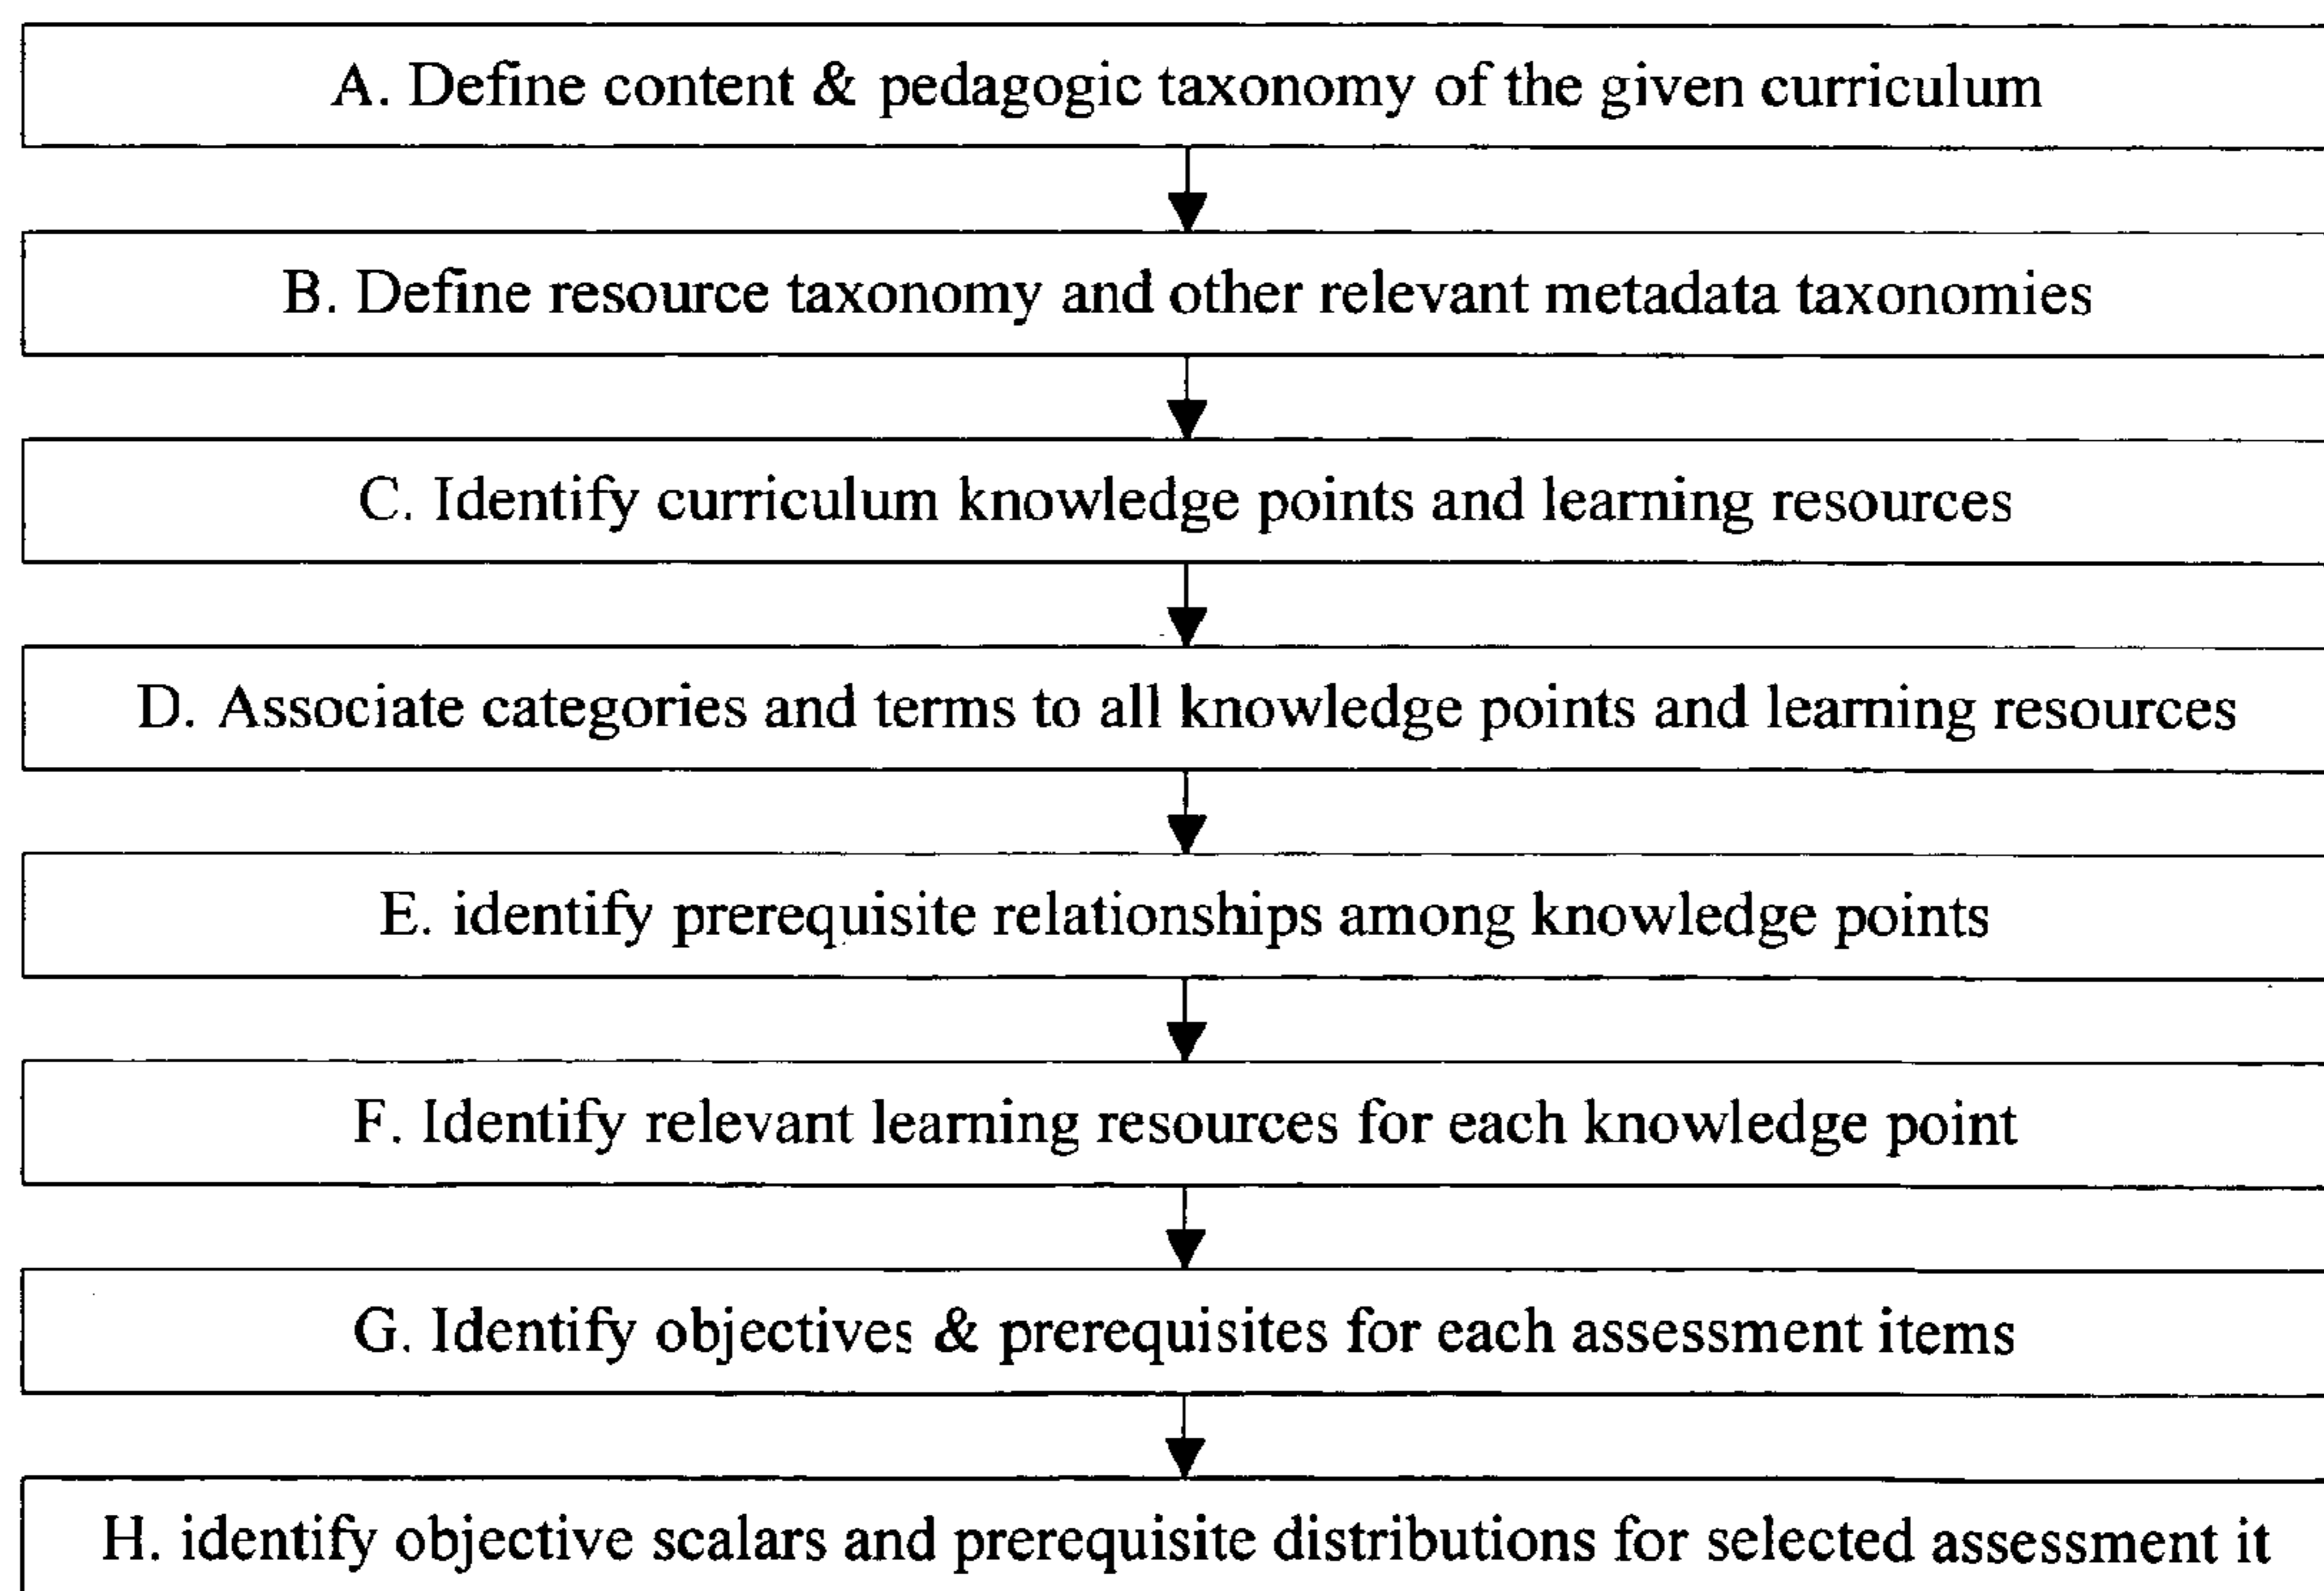 A. Define content & pedagogic taxonomy of the given curriculum
B. Define resource taxonomy and other relevant metadata taxonomies
C. Identify curriculum knowledge points and learning resources
D. Associate categories and terms to all knowledge points and learning resources
E. identify prerequisite relationships among knowledge points
F. Identify relevant learning resources for each knowledge point
G. Identify objectives & prerequisites for each assessment items
H. identify objective scalars and prerequisite distributions for selected assessment it